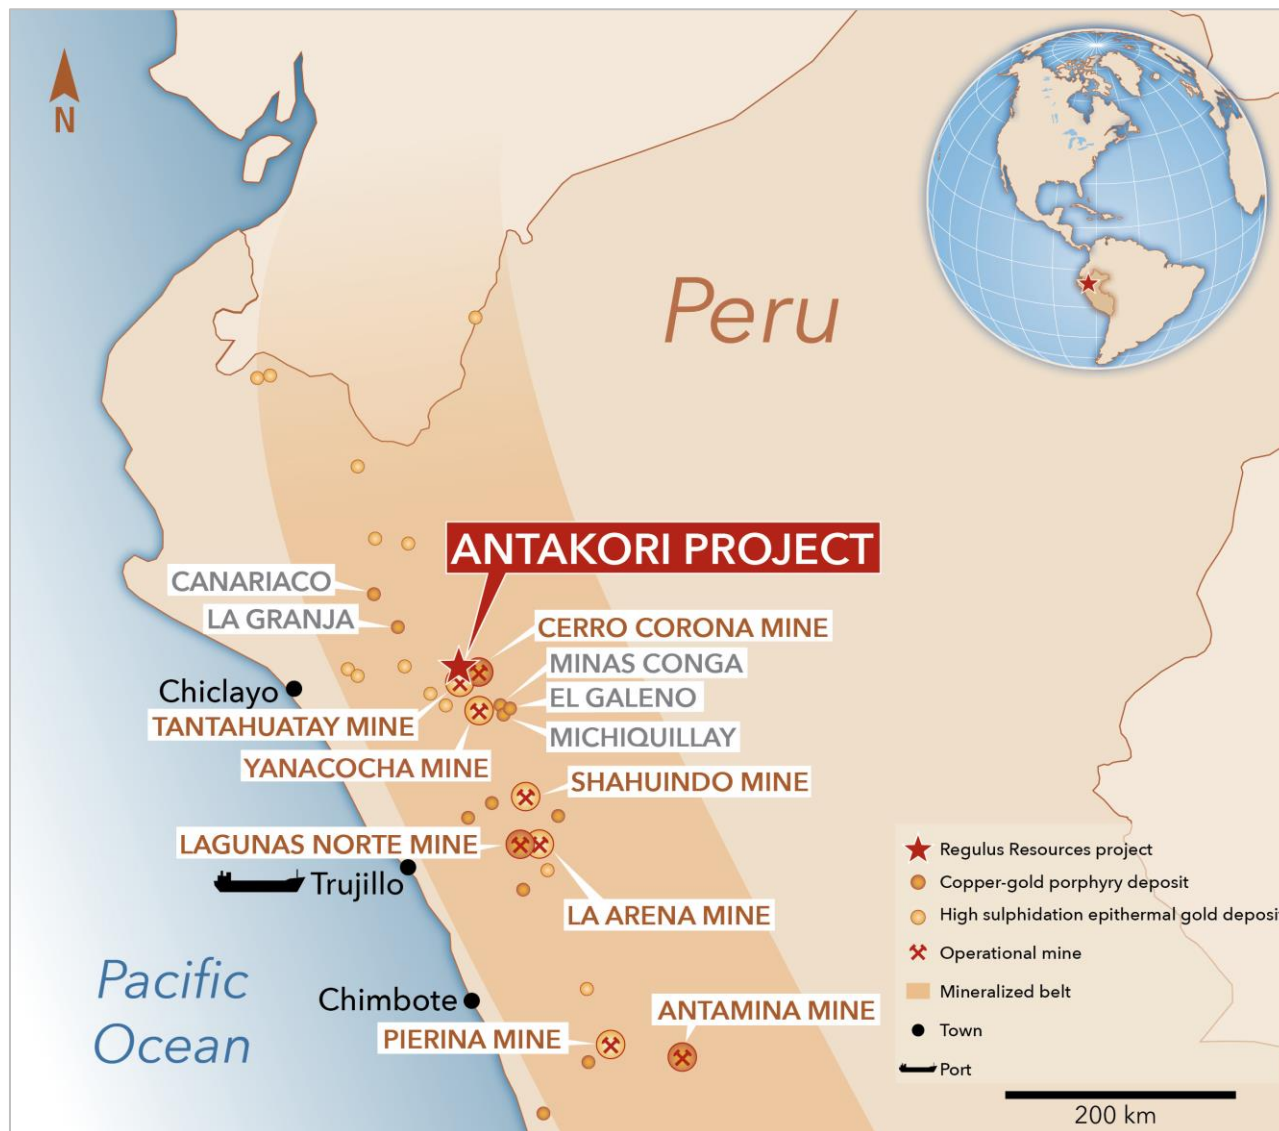 N
Peru
ANTAKORI PROJECT
CANARIACO
LA GRANJA
CERRO CORONA MINE
MINAS CONGA
Chiclayo
EL GALENO
TANTAHUATAY MINE
MICHIQUILLAY
YANACOCHA MINE
SHAHUINDO MINE
LAGUNAS NORTE MINE
Trujillo
LA ARENA MINE
Pacific
Ocean
Chimbote
ANTAMINA MINE
PIERINA MINE
Regulus Resources project
Copper-gold porphyry deposit
High sulphidation epithermal gold deposi
Operational mine
Mineralized belt
Town
Port
200 km